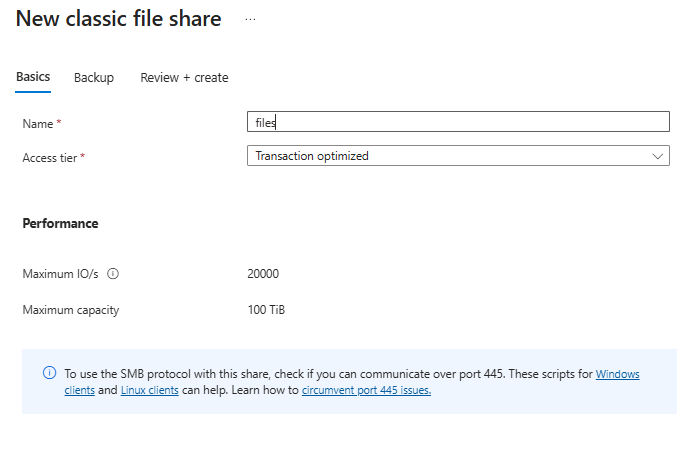 New classic file share ...
Basics Backup Review + create
Name * files
Access tier * Transaction optimized
Performance
Maximum IO/s 20000
Maximum capacity 100 TiB
To use the SMB protocol with this share, check if you can communicate over port 445. These scripts for Windows
clients and Linux clients can help. Learn how to circumvent port 445 issues.